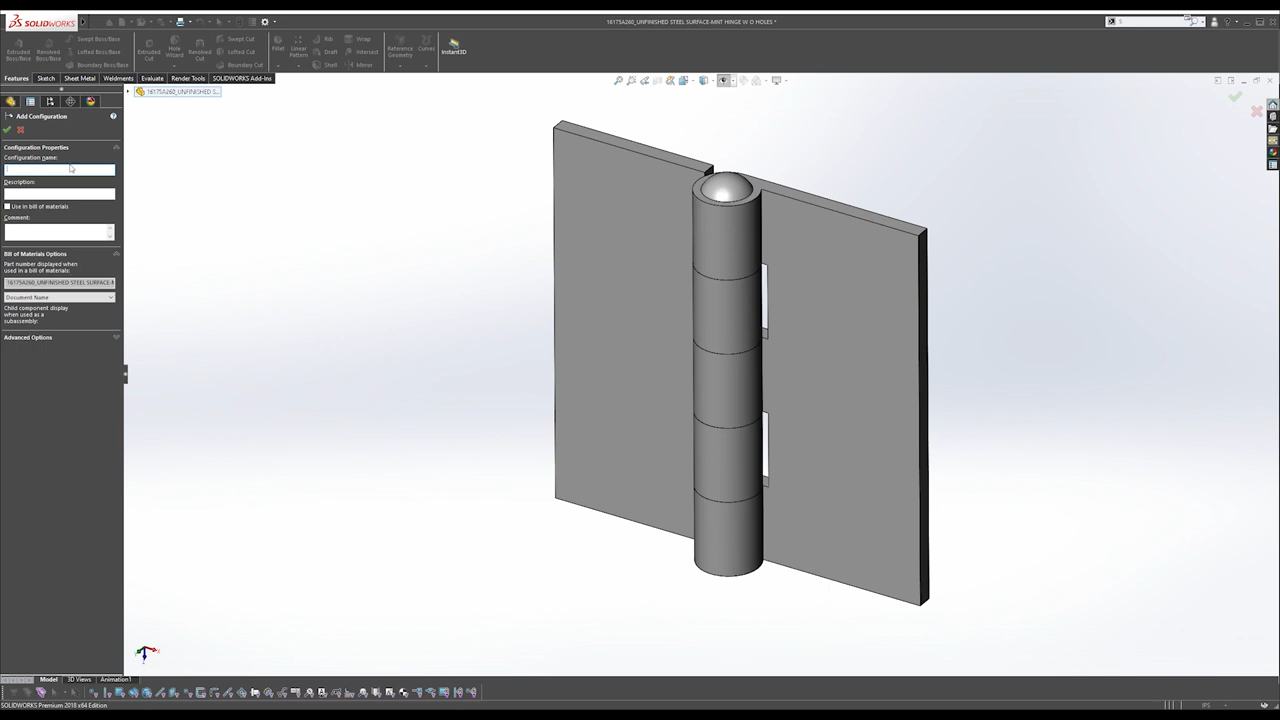 SOLIDWORKS
16175A260_UNFINISHED STEEL SURFACE-MNT HINGE W O HOLES *
Extruded Boss/Base
Revolved Boss/Base
Swept Boss/Base
Lofted Boss/Base
Boundary Boss/Base
Extruded Cut
Hole Wizard
Revolved Cut
Swept Cut
Lofted Cut
Boundary Cut
Fillet
Linear Pattern
Rib
Draft
Shell
Wrap
Intersect
Mirror
Reference Geometry
Curves
Instant3D
Features
Sketch
Sheet Metal
Weldments
Evaluate
Render Tools
SOLIDWORKS Add-Ins
16175A260_UNFINISHED S...
Add Configuration
Configuration Properties
Configuration name:
Description:
Use in bill of materials
Comment:
Bill of Materials Options
Part number displayed when
used in a bill of materials:
16175A260_UNFINISHED STEEL SURFACE-M
Document Name
Child component display
when used as a
subassembly:
Advanced Options
Model
3D Views
Animation1
SOLIDWORKS Premium 2018 x64 Edition
IPS